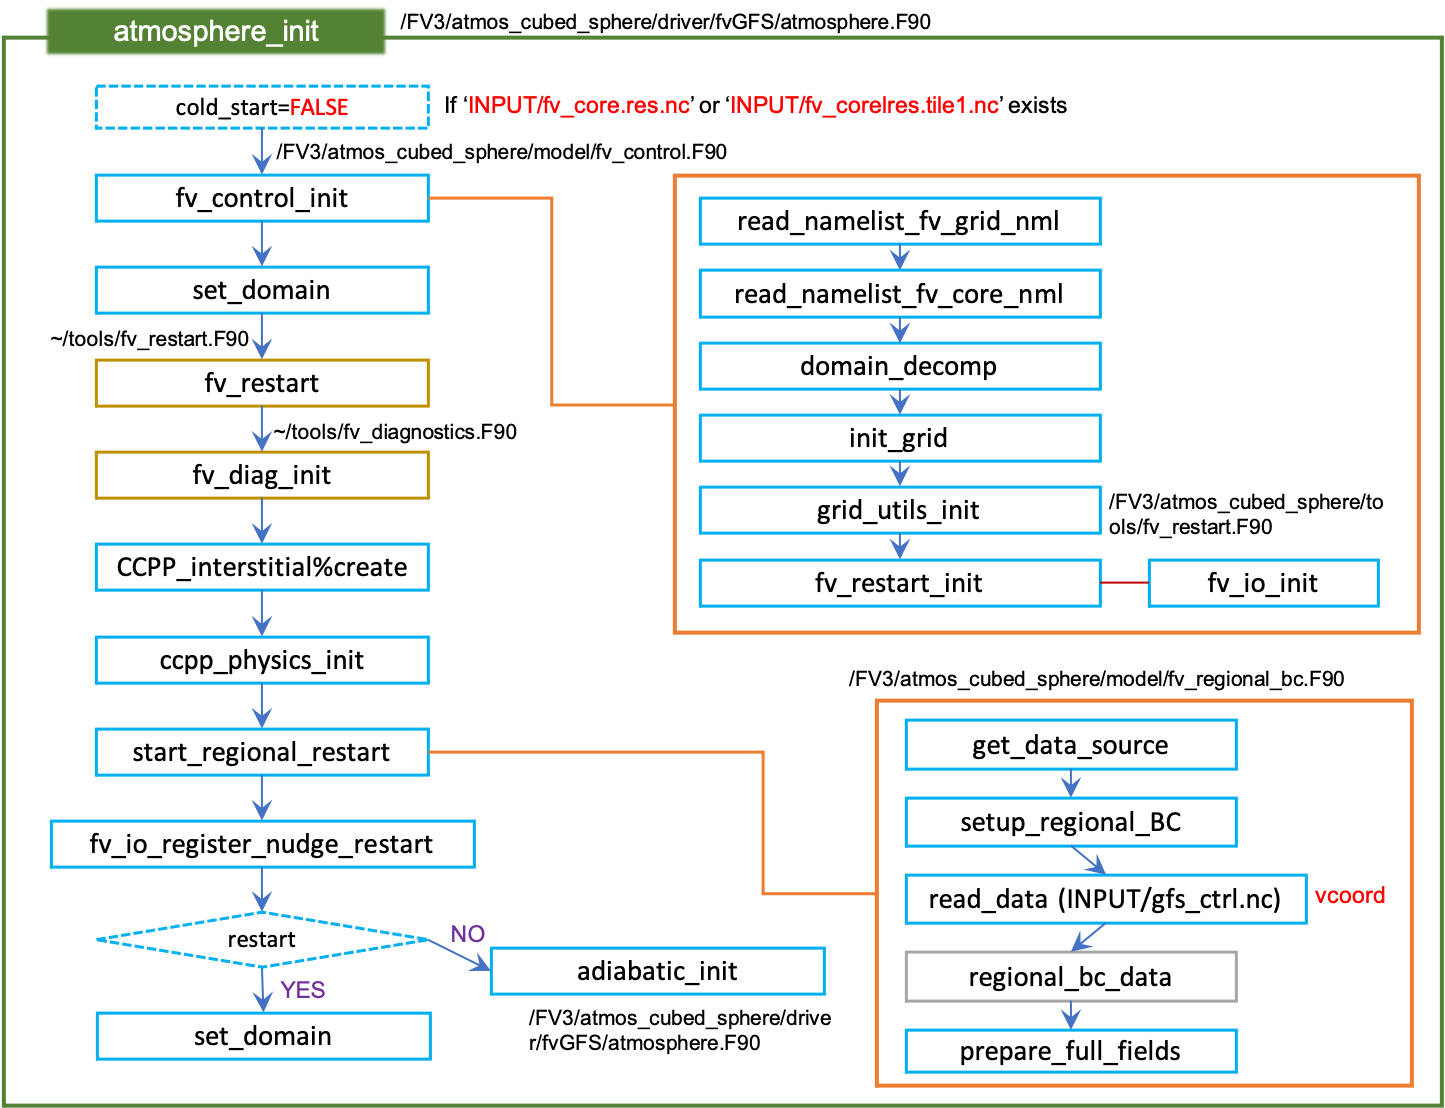 atmosphere_init
/FV3/atmos_cubed_sphere/driver/fvGFS/atmosphere.F90
cold_start=FALSE
If ‘INPUT/fv_core.res.nc’ or ‘INPUT/fv_corelres.tile1.nc’ exists
/FV3/atmos_cubed_sphere/model/fv_control.F90
fv_control_init
set_domain
~/tools/fv_restart.F90
fv_restart
~/tools/fv_diagnostics.F90
fv_diag_init
CCPP_interstitial%create
ccpp_physics_init
start_regional_restart
fv_io_register_nudge_restart
restart
NO
YES
set_domain
adiabatic_init
/FV3/atmos_cubed_sphere/drive
r/fvGFS/atmosphere.F90
read_namelist_fv_grid_nml
read_namelist_fv_core_nml
domain_decomp
init_grid
grid_utils_init
/FV3/atmos_cubed_sphere/to
ols/fv_restart.F90
fv_restart_init
fv_io_init
/FV3/atmos_cubed_sphere/model/fv_regional_bc.F90
get_data_source
setup_regional_BC
read_data (INPUT/gfs_ctrl.nc)
vcoord
regional_bc_data
prepare_full_fields